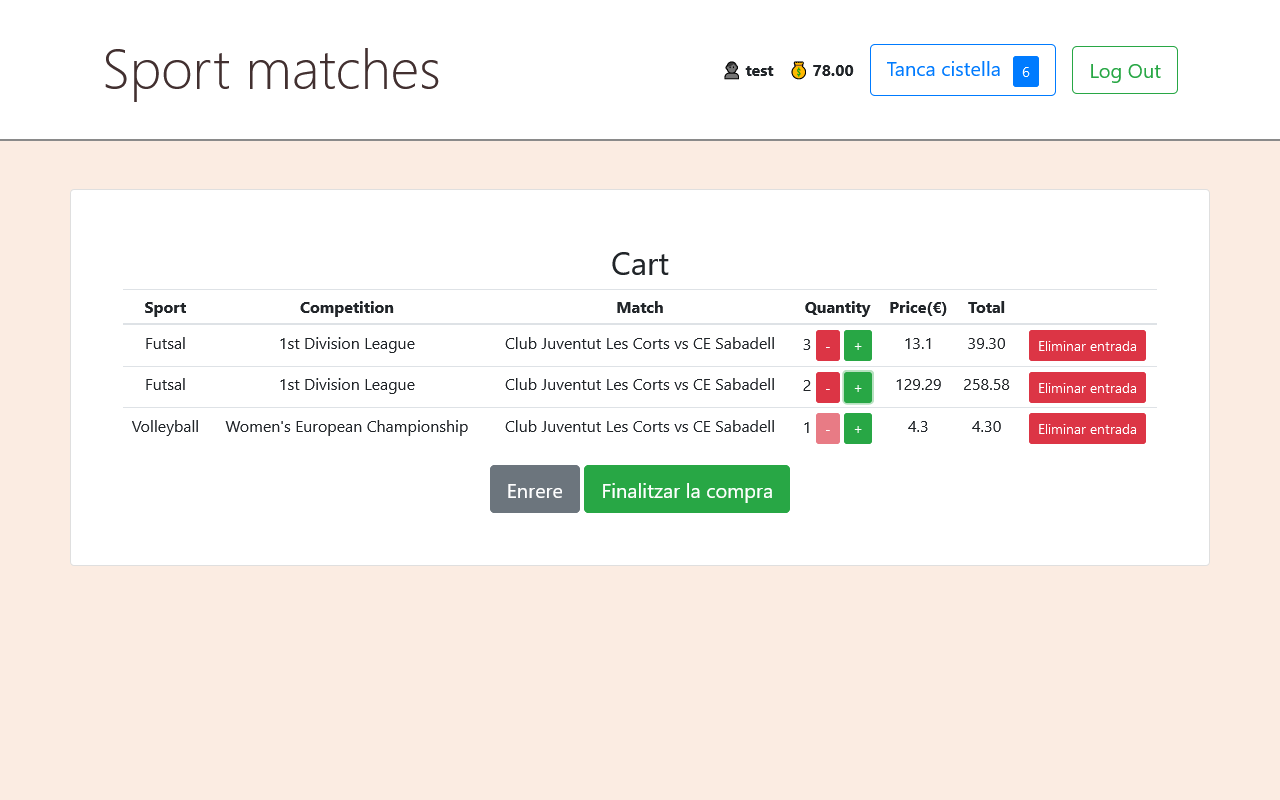 Sport matches
test 78.00 Tanca cistella 6 Log Out
Cart
Sport Competition Match Quantity Price(€) Total
Futsal 1st Division League Club Juventut Les Corts vs CE Sabadell 3 - + 13.1 39.30 Eliminar entrada
Futsal 1st Division League Club Juventut Les Corts vs CE Sabadell 2 - + 129.29 258.58 Eliminar entrada
Volleyball Women's European Championship Club Juventut Les Corts vs CE Sabadell 1 - + 4.3 4.30 Eliminar entrada
Enrere Finalitzar la compra